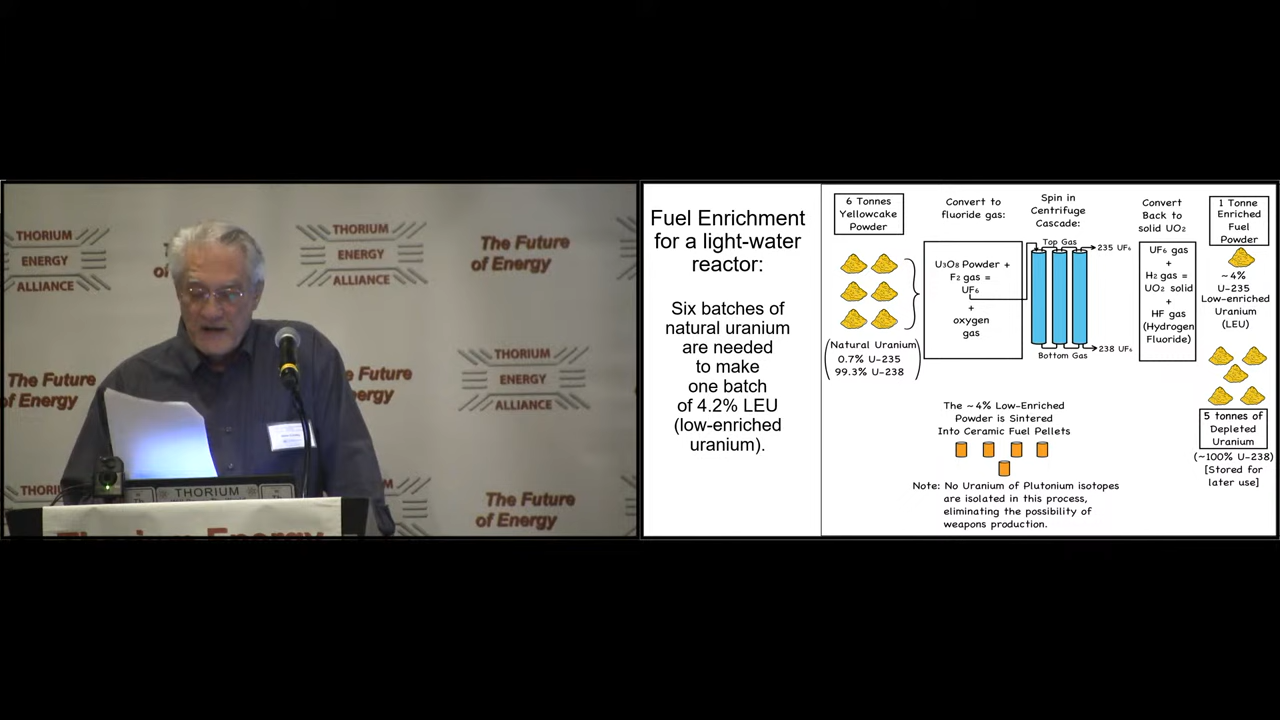 THORIUM
ENERGY
ALLIANCE
of Energy
THORIUM
ENERGY
ALLIANCE
The Future
of Energy
The Future
of Energy
Future
THORIUM
ENERGY
ALLIANCE
The Future
of Energy
THORIUM
Thorium Energy
Fuel Enrichment
for a light-water
reactor:
Six batches of
natural uranium
are needed
to make
one batch
of 4.2% LEU
(low-enriched
uranium).
6 Tonnes
Yellowcake
Powder
(Natural Uranium)
0.7% U-235
99.3% U-238
Convert to
fluoride gas:
U₃O₈ Powder +
F₂ gas =
UF₆
+
oxygen
gas
Spin in
Centrifuge
Cascade:
Top Gas
235 UF₆
238 UF₆
Bottom Gas
Convert
Back to
solid UO₂
UF₆ gas
+
H₂ gas =
UO₂ solid
+
HF gas
(Hydrogen
Fluoride)
1 Tonne
Enriched
Fuel
Powder
~4%
U-235
Low-enriched
Uranium
(LEU)
5 tonnes of
Depleted
Uranium
(~100% U-238)
[Stored for
later use]
The ~4% Low-Enriched
Powder is Sintered
Into Ceramic Fuel Pellets
Note: No Uranium of Plutonium isotopes
are isolated in this process,
eliminating the possibility of
weapons production.